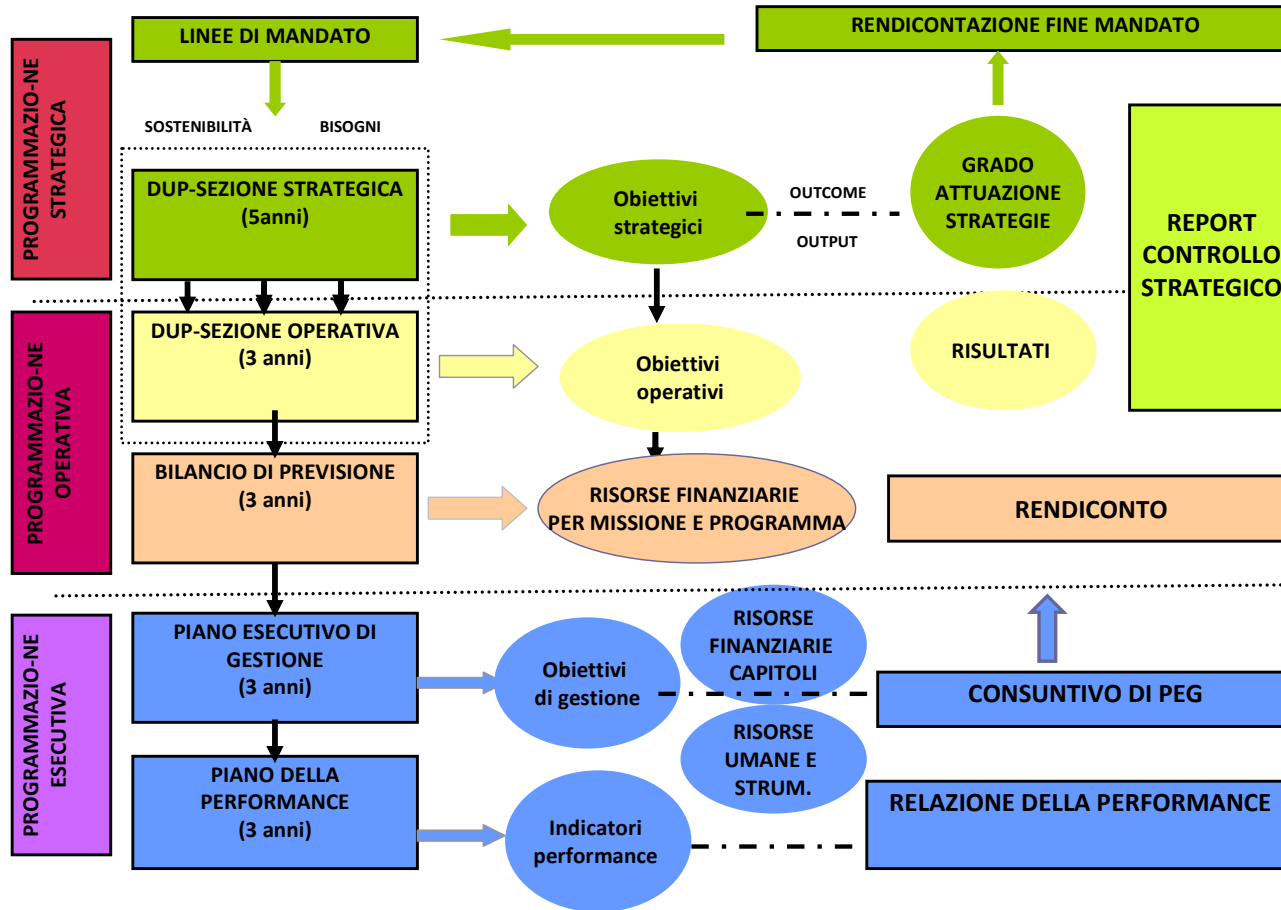 LINEE DI MANDATO
RENDICONTAZIONE FINE MANDATO
PROGRAMMAZIO-NE
STRATEGICA
SOSTENIBILITÀ
BISOGNI
DUP-SEZIONE STRATEGICA
(5anni)
Obiettivi
strategici
OUTCOME
OUTPUT
GRADO
ATTUAZIONE
STRATEGIE
REPORT
CONTROLLO
STRATEGICO
PROGRAMMAZIO-NE
OPERATIVA
DUP-SEZIONE OPERATIVA
(3 anni)
Obiettivi
operativi
RISULTATI
BILANCIO DI PREVISIONE
(3 anni)
RISORSE FINANZIARIE
PER MISSIONE E PROGRAMMA
RENDICONTO
PROGRAMMAZIO-NE
ESECUTIVA
PIANO ESECUTIVO DI
GESTIONE
(3 anni)
Obiettivi
di gestione
RISORSE
FINANZIARIE
CAPITOLI
RISORSE
UMANE E
STRUM.
CONSUNTIVO DI PEG
PIANO DELLA
PERFORMANCE
(3 anni)
Indicatori
performance
RELAZIONE DELLA PERFORMANCE